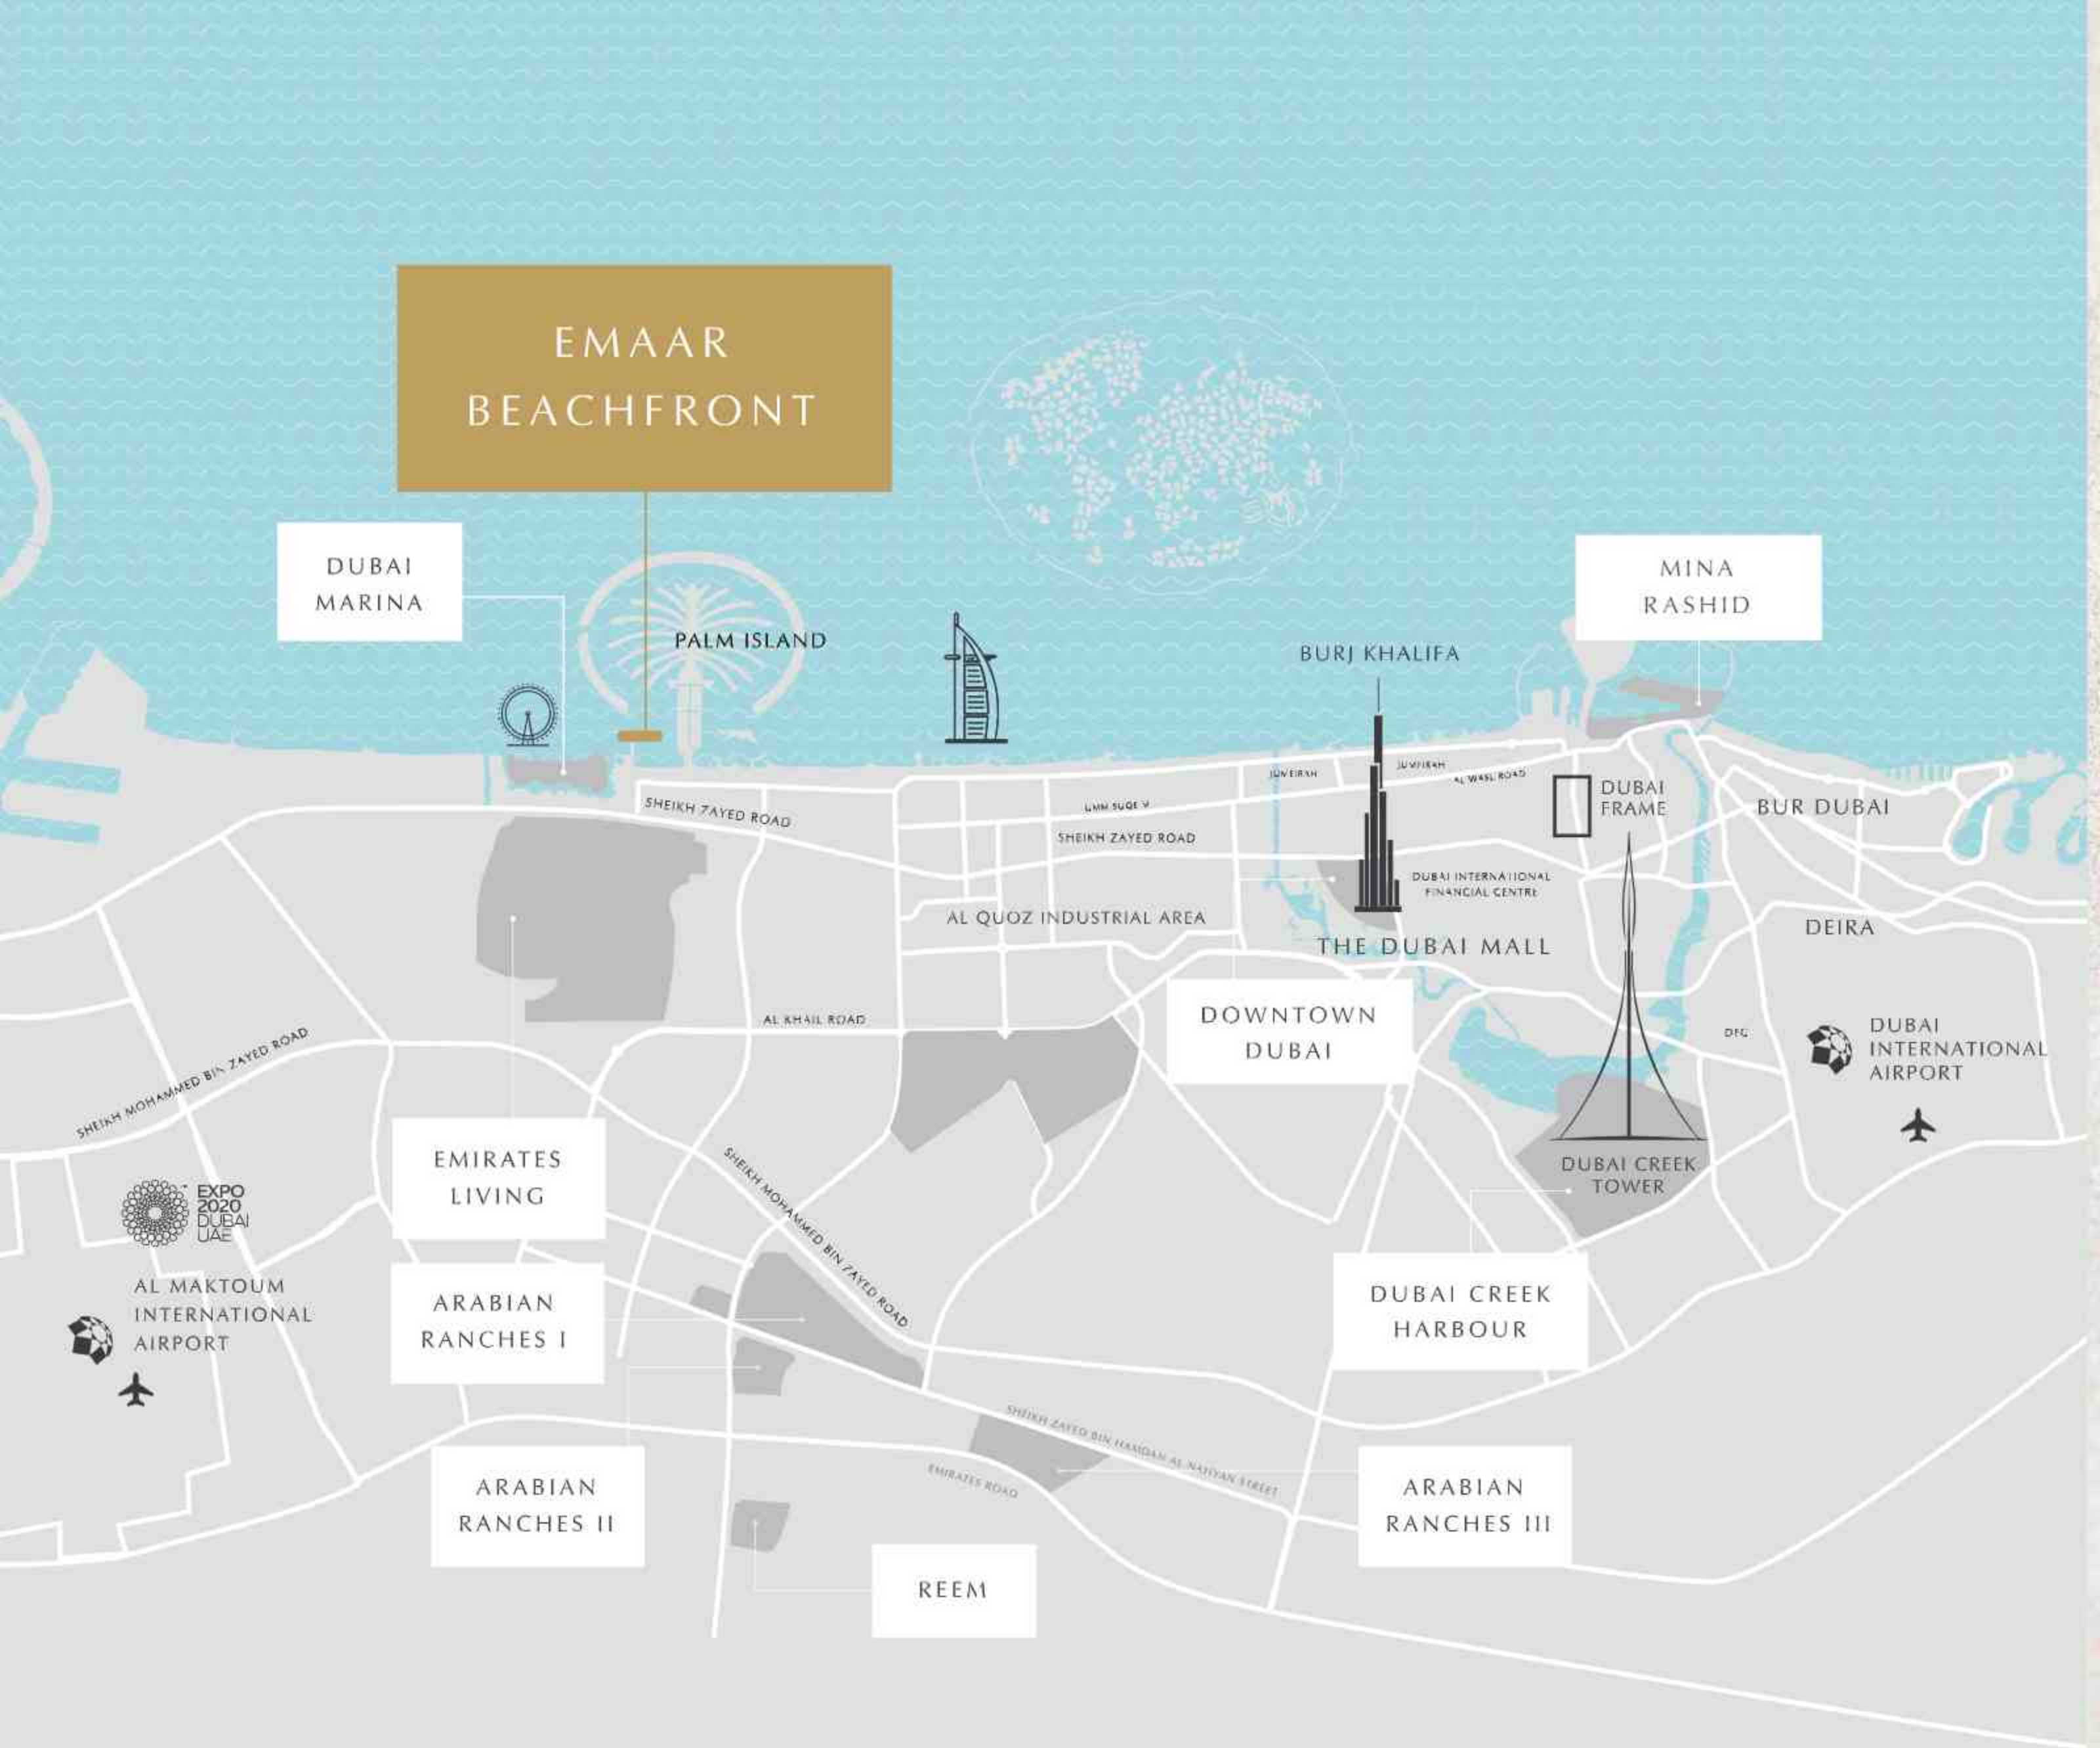 EMAAR
BEACHFRONT
DUBAI
MARINA
MINA
RASHID
PALM ISLAND
BURJ KHALIFA
JUMEIRAH
JUMEIRAH
AL WASL ROAD
DUBAI
FRAME
BUR DUBAI
SHEIKH ZAYED ROAD
SHEIKH ZAYED ROAD
DUBAI INTERNATIONAL
FINANCIAL CENTRE
AL QUOZ INDUSTRIAL AREA
DEIRA
THE DUBAI MALL
DOWNTOWN
DUBAI
AL KHAIL ROAD
DUBAI
INTERNATIONAL
AIRPORT
SHEIKH MOHAMMED BIN ZAYED ROAD
EMIRATES
LIVING
SHEIKH MOHAMMED BIN ZAYED ROAD
DUBAI CREEK
TOWER
EXPO
2020
DUBAI
UAE
AL MAKTOUM
INTERNATIONAL
AIRPORT
ARABIAN
RANCHES I
DUBAI CREEK
HARBOUR
SHEIKH ZAYED BIN HAMDAN AL NAHYAN STREET
EMIRATES ROAD
ARABIAN
RANCHES II
ARABIAN
RANCHES III
REEM